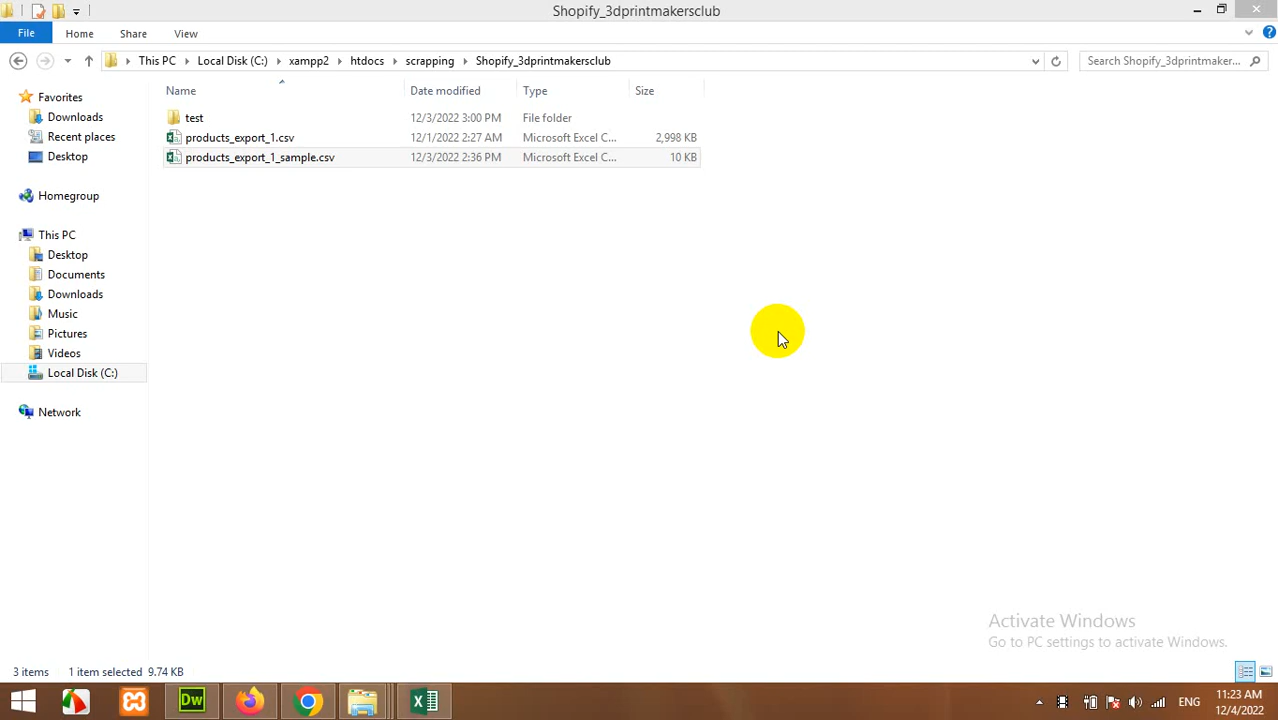 Shopify_3dprintmakersclub
File Home Share View
This PC Local Disk (C:) xampp2 htdocs scrapping Shopify_3dprintmakersclub Search Shopify_3dprintmaker...
Name Date modified Type Size
Favorites
Downloads
Recent places
Desktop
Homegroup
This PC
Desktop
Documents
Downloads
Music
Pictures
Videos
Local Disk (C:)
Network
test 12/3/2022 3:00 PM File folder
products_export_1.csv 12/1/2022 2:27 AM Microsoft Excel C... 2,998 KB
products_export_1_sample.csv 12/3/2022 2:36 PM Microsoft Excel C... 10 KB
Activate Windows
Go to PC settings to activate Windows.
3 items 1 item selected 9.74 KB
Dw
ENG
11:23 AM
12/4/2022